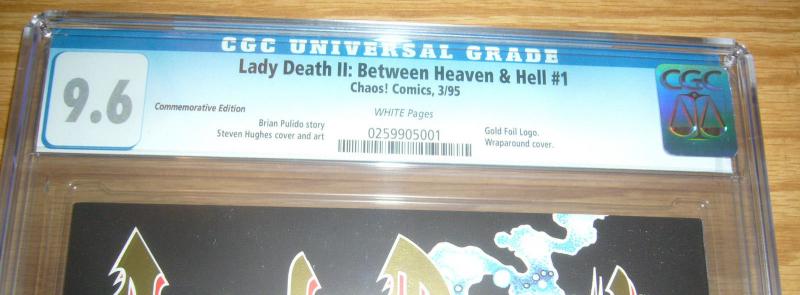 CGC UNIVERSAL GRADE
9.6
Lady Death II: Between Heaven & Hell #1
Chaos! Comics, 3/95
Commemorative Edition
WHITE Pages
Brian Pulido story
Steven Hughes cover and art
0259905001
Gold Foil Logo.
Wraparound cover.
CGC